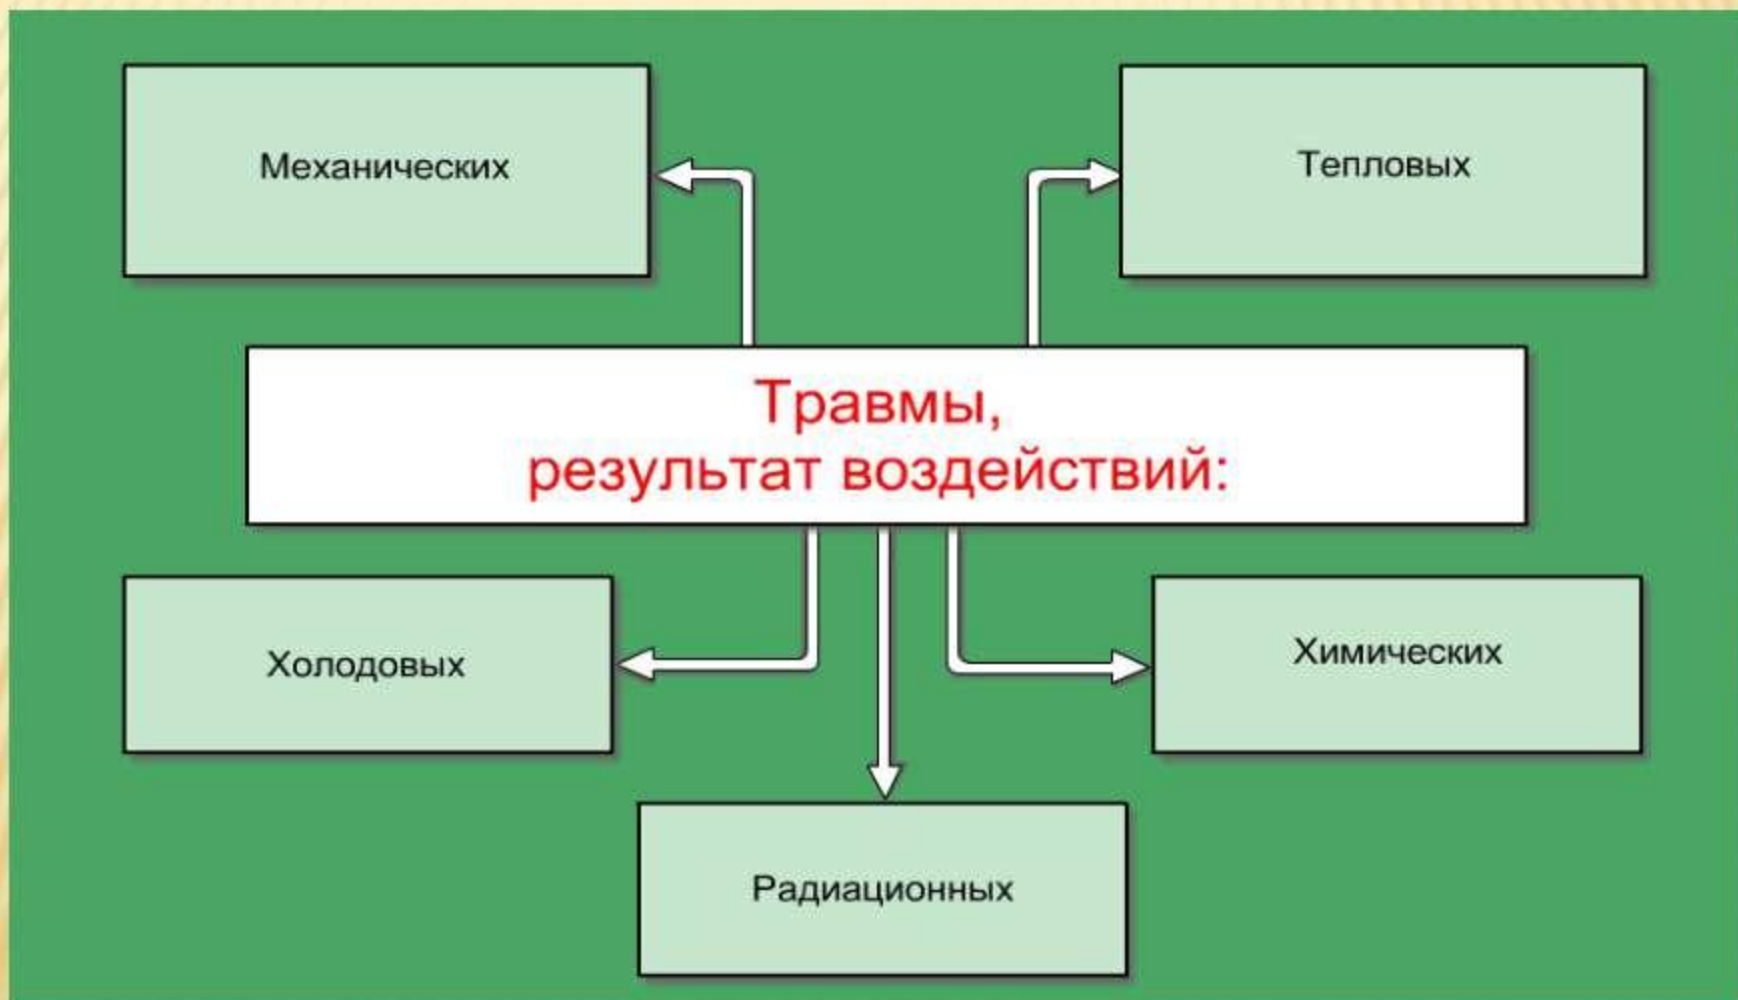 Механических
Тепловых
Травмы,
результат воздействий:
Холодовых
Химических
Радиационных